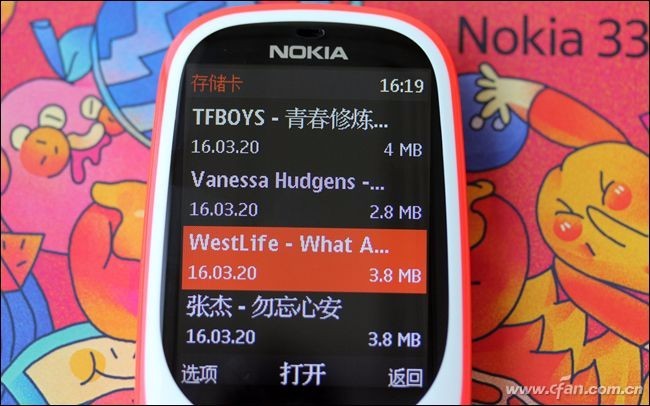 NOKIA
Nokia 33
存储卡 16:19
TFBOYS - 青春修炼...
16.03.20 4 MB
Vanessa Hudgens -...
16.03.20 2.8 MB
WestLife - What A...
16.03.20 3.8 MB
张杰 - 勿忘心安
16.03.20 3.8 MB
选项 打开 返回
www.cfan.com.cn